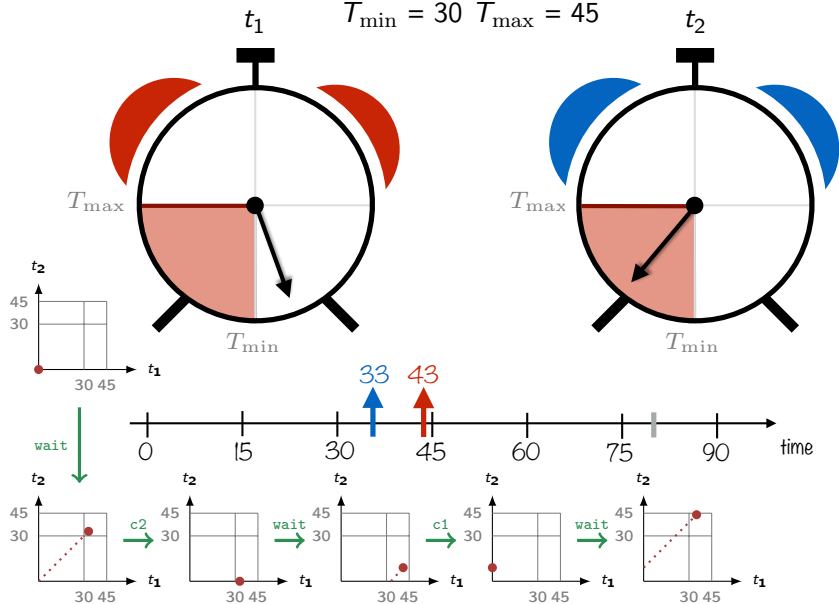 t1 Tmin = 30 Tmax = 45 t2
Tmax Tmax
Tmin Tmin
t2
45
30
t1
30 45
33 43
wait
0 15 30 45 60 75 90 time
t2 t2 t2 t2 t2
45 45 45 45 45
30 30 30 30 30
c2 wait c1 wait
t1 t1 t1 t1 t1
30 45 30 45 30 45 30 45 30 45